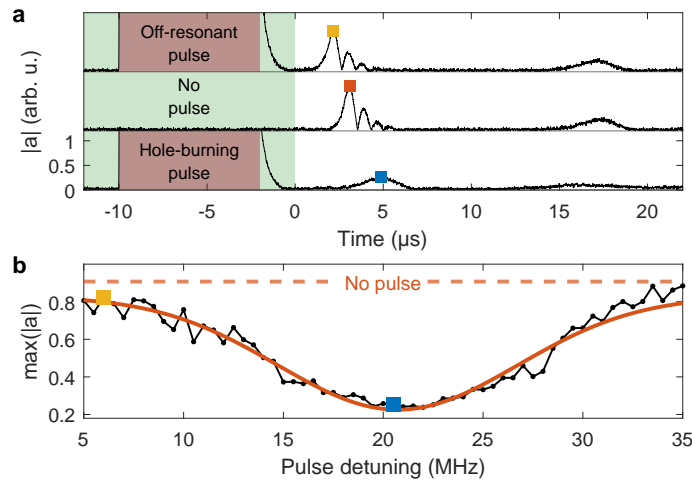 a
Off-resonant
pulse
No
pulse
Hole-burning
pulse
|a| (arb. u.)
1
0.5
0
-10
-5
0
5
10
15
20
Time (µs)
b
No pulse
max(|a|)
0.8
0.6
0.4
0.2
5
10
15
20
25
30
35
Pulse detuning (MHz)